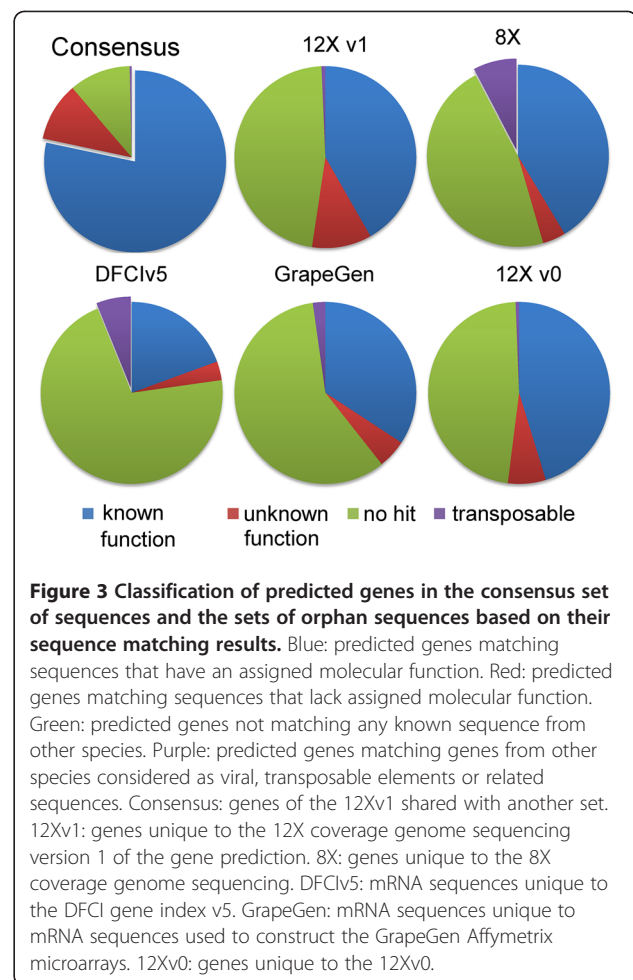 Consensus
12X v1
8X
DFCIv5
GrapeGen
12X v0
known function
unknown function
no hit
transposable
Figure 3 Classification of predicted genes in the consensus set
of sequences and the sets of orphan sequences based on their
sequence matching results. Blue: predicted genes matching
sequences that have an assigned molecular function. Red: predicted
genes matching sequences that lack assigned molecular function.
Green: predicted genes not matching any known sequence from
other species. Purple: predicted genes matching genes from other
species considered as viral, transposable elements or related
sequences. Consensus: genes of the 12Xv1 shared with another set.
12Xv1: genes unique to the 12X coverage genome sequencing
version 1 of the gene prediction. 8X: genes unique to the 8X
coverage genome sequencing. DFCIv5: mRNA sequences unique to
the DFCI gene index v5. GrapeGen: mRNA sequences unique to
mRNA sequences used to construct the GrapeGen Affymetrix
microarrays. 12Xv0: genes unique to the 12Xv0.